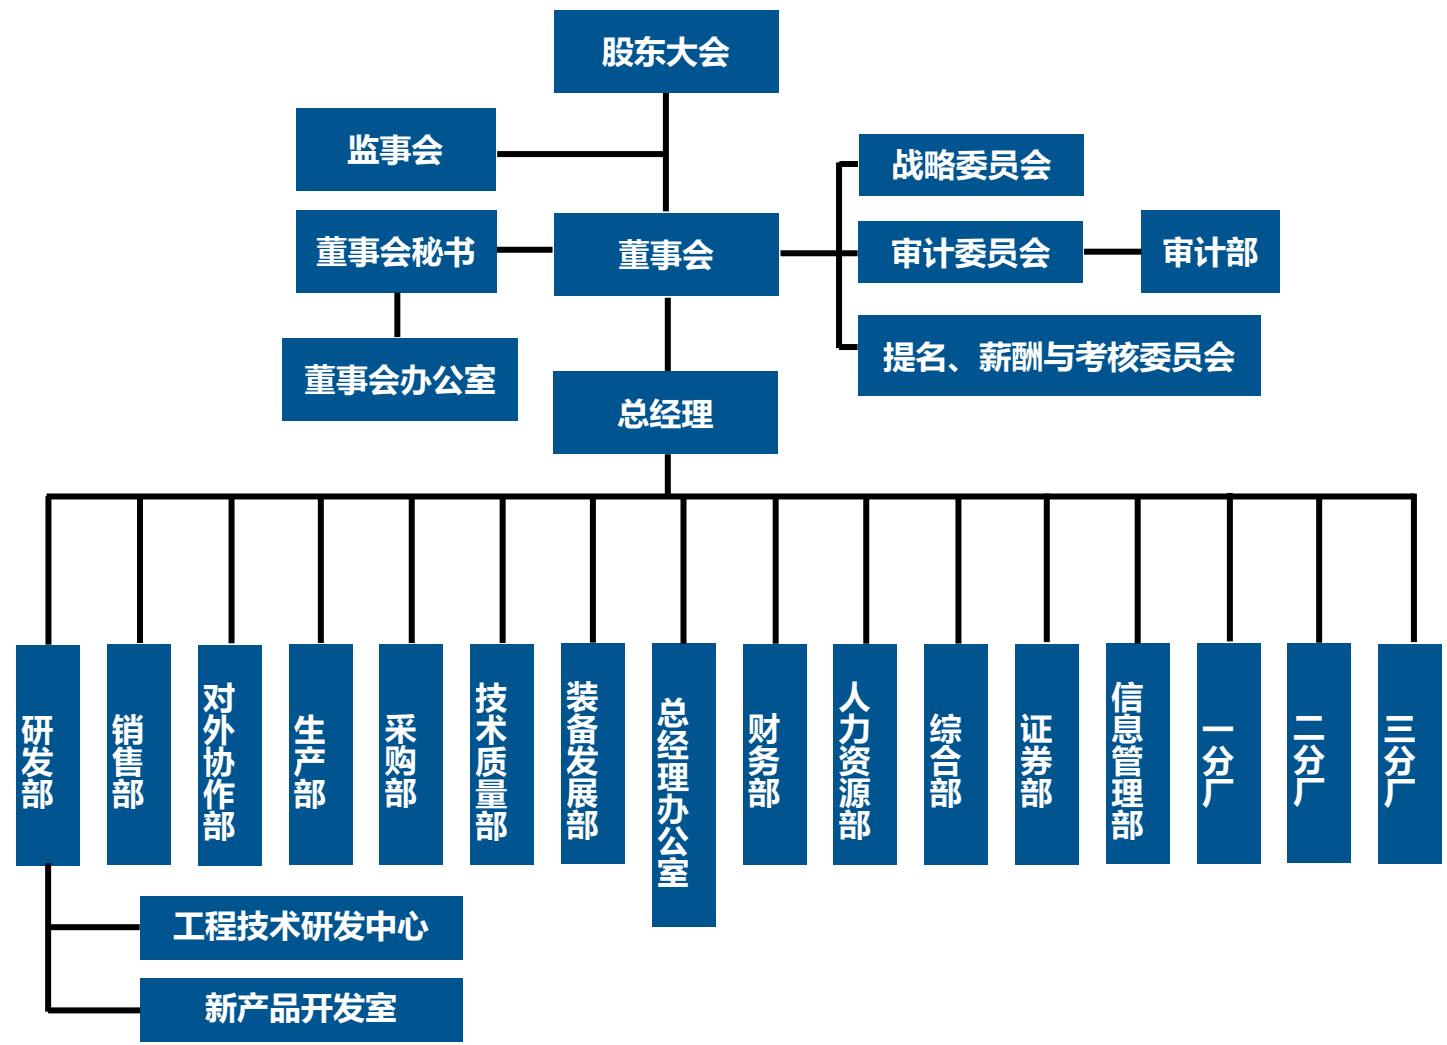 股东大会
监事会
战略委员会
董事会秘书
董事会
审计委员会
审计部
董事会办公室
总经理
提名、薪酬与考核委员会
研发部
销售部
对外协作部
生产部
采购部
技术质量部
装备发展部
总经理办公室
财务部
人力资源部
综合部
证券部
信息管理部
一分厂
二分厂
三分厂
工程技术研发中心
新产品开发室